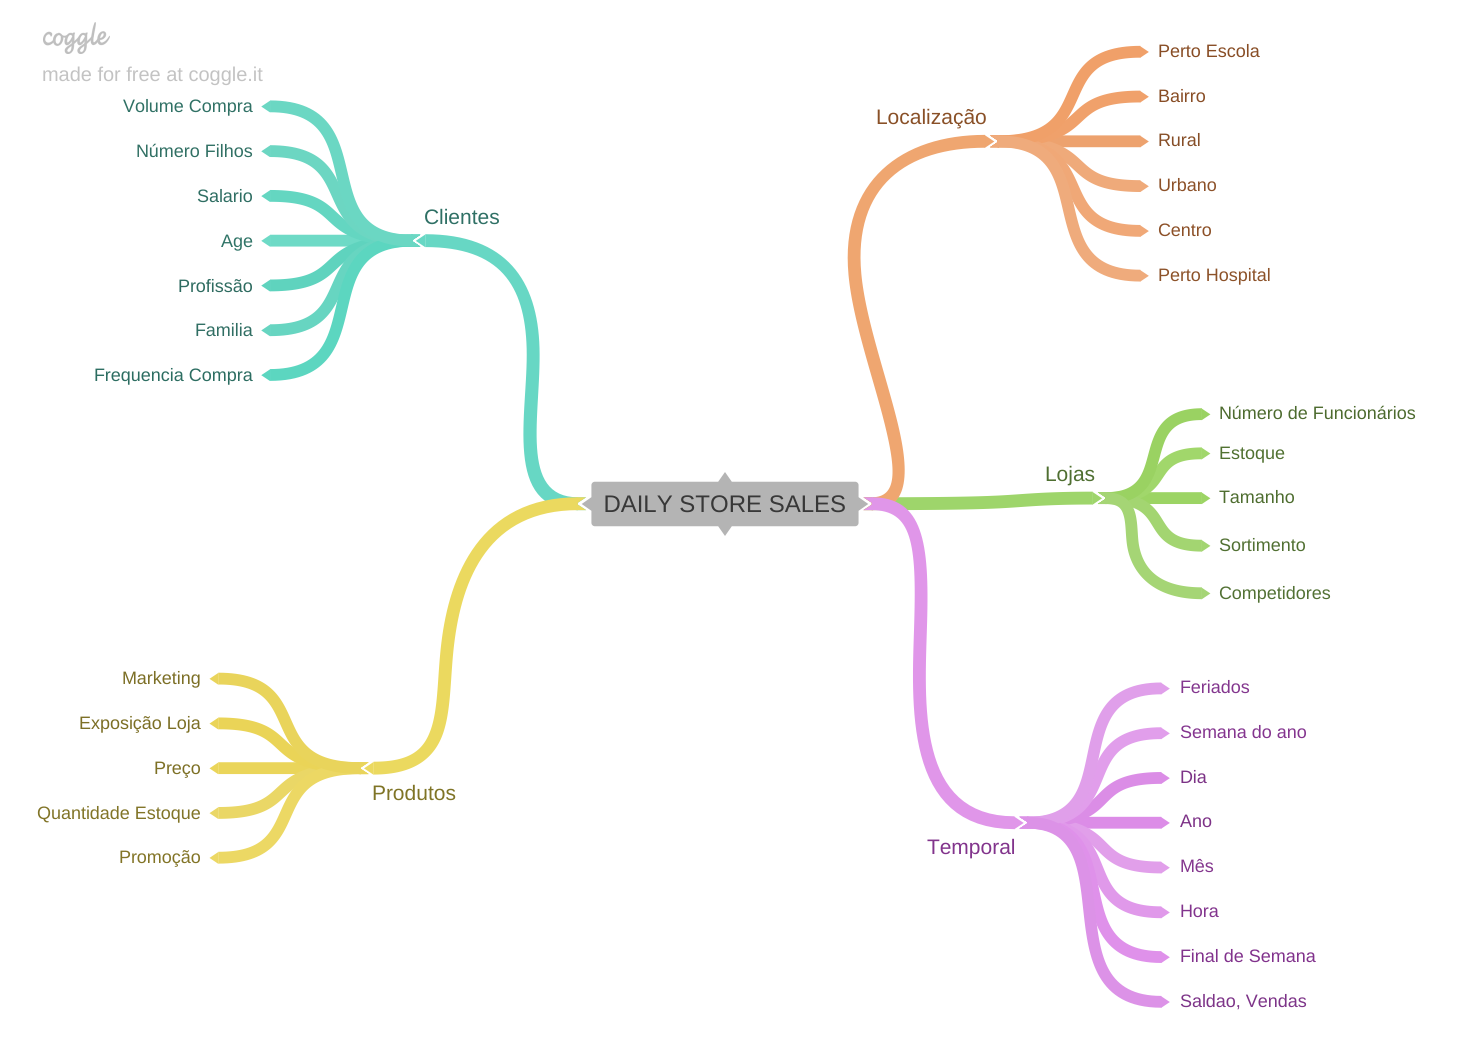 coggle
made for free at coggle.it
Volume Compra
Número Filhos
Salario
Age
Profissão
Familia
Frequencia Compra
Clientes
Localização
Perto Escola
Bairro
Rural
Urbano
Centro
Perto Hospital
DAILY STORE SALES
Lojas
Número de Funcionários
Estoque
Tamanho
Sortimento
Competidores
Marketing
Exposição Loja
Preço
Quantidade Estoque
Promoção
Produtos
Temporal
Feriados
Semana do ano
Dia
Ano
Mês
Hora
Final de Semana
Saldao, Vendas